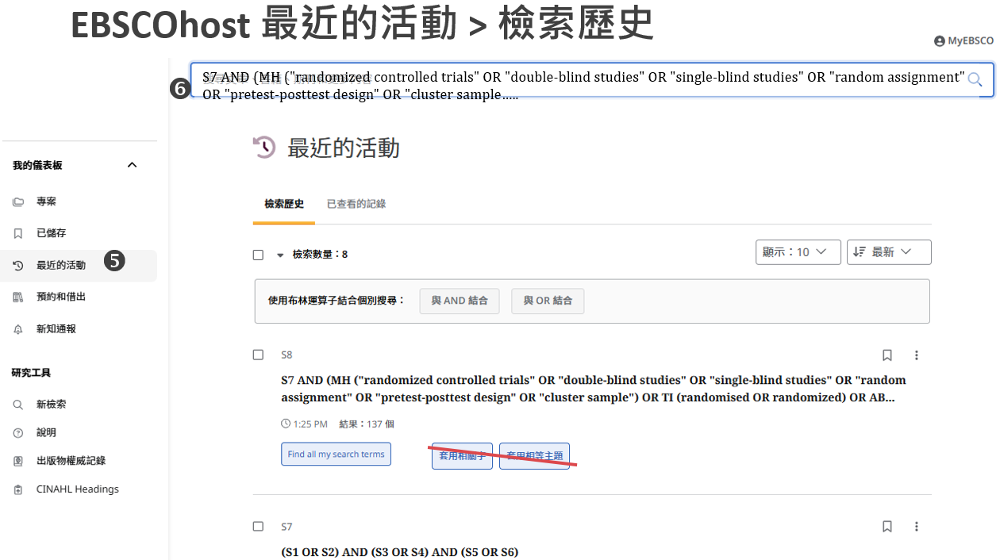 EBSCOhost 最近的活動 > 檢索歷史
MyEBSCO
6
S7 AND (MH ("randomized controlled trials" OR "double-blind studies" OR "single-blind studies" OR "random assignment"
OR "pretest-posttest design" OR "cluster sample.....
最近的活動
我的儀表板
專案
檢索歷史
已查看的記錄
已儲存
最近的活動
5
檢索數量：8
顯示：10
最新
預約和借出
使用布林運算子結合個別搜尋：
與 AND 結合
與 OR 結合
新知通報
S8
研究工具
S7 AND (MH ("randomized controlled trials" OR "double-blind studies" OR "single-blind studies" OR "random
assignment" OR "pretest-posttest design" OR "cluster sample") OR TI (randomised OR randomized) OR AB...
新檢索
1:25 PM 結果：137 個
說明
Find all my search terms
套用相關字
套用相等主題
出版物權威記錄
CINAHL Headings
S7
(S1 OR S2) AND (S3 OR S4) AND (S5 OR S6)